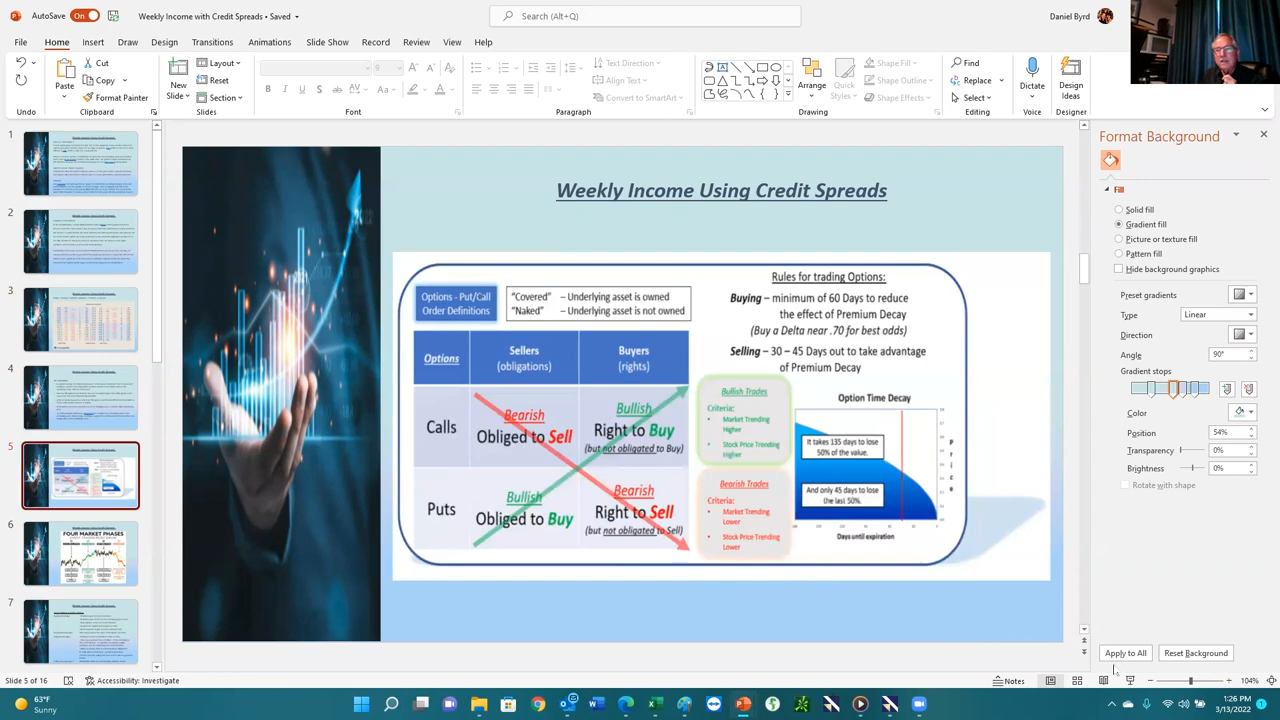 AutoSave On Weekly Income with Credit Spreads • Saved Search (Alt+Q) Daniel Byrd
File Home Insert Draw Design Transitions Animations Slide Show Record Review View Help
Cut Copy Format Painter Paste
New Slide Layout Reset Section
Text Direction Align Text Convert to SmartArt
Arrange Quick Styles Shape Fill Shape Outline Shape Effects
Find Replace Select Dictate Design Ideas
Undo Clipboard Slides Font Paragraph Drawing Editing Voice Designer
1
2
3
4
5
6
FOUR MARKET PHASES
7
Weekly Income Using Credit Spreads
Options - Put/Call
Order Definitions
"Covered" – Underlying asset is owned
"Naked" – Underlying asset is not owned
Options
Sellers
(obligations)
Buyers
(rights)
Calls
Bearish
Obliged to Sell
Bullish
Right to Buy
(but not obligated to Buy)
Puts
Bullish
Obliged to Buy
Bearish
Right to Sell
(but not obligated to Sell)
Rules for trading Options:
Buying – minimum of 60 Days to reduce
the effect of Premium Decay
(Buy a Delta near .70 for best odds)
Selling – 30 – 45 Days out to take advantage
of Premium Decay
Bullish Trades
Criteria:
• Market Trending
Higher
• Stock Price Trending
Higher
Bearish Trades
Criteria:
• Market Trending
Lower
• Stock Price Trending
Lower
Option Time Decay
It takes 135 days to lose
50% of the value.
And only 45 days to lose
the last 50%.
Days until expiration
Format Background
Fill
Solid fill
Gradient fill
Picture or texture fill
Pattern fill
Hide background graphics
Preset gradients
Type Linear
Direction
Angle 90°
Gradient stops
Color
Position 54%
Transparency 0%
Brightness 0%
Rotate with shape
Apply to All Reset Background
Slide 5 of 16 Accessibility: Investigate Notes 104%
63°F
Sunny
1:26 PM
3/13/2022